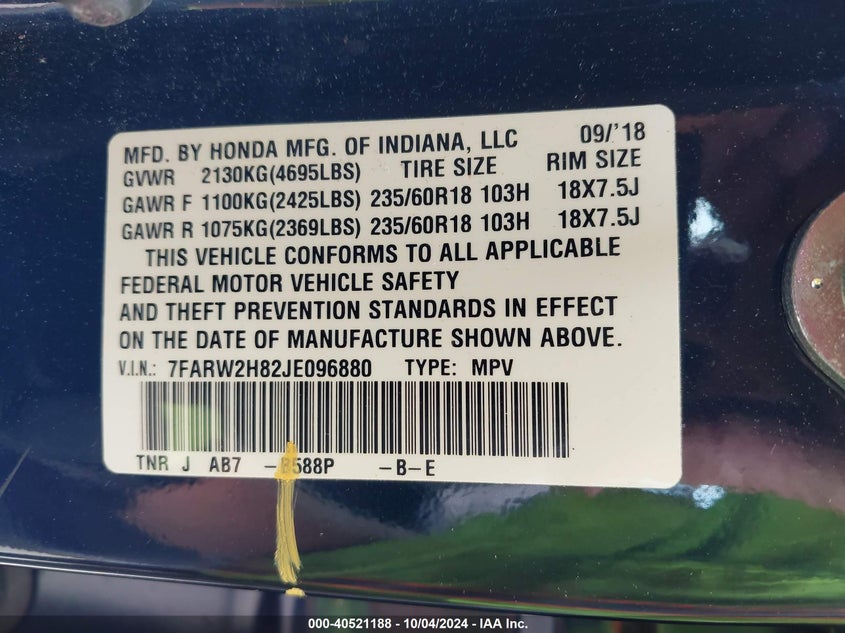 MFD. BY HONDA MFG. OF INDIANA, LLC 09/'18
GVWR 2130KG(4695LBS) TIRE SIZE RIM SIZE
GAWR F 1100KG(2425LBS) 235/60R18 103H 18X7.5J
GAWR R 1075KG(2369LBS) 235/60R18 103H 18X7.5J
THIS VEHICLE CONFORMS TO ALL APPLICABLE
FEDERAL MOTOR VEHICLE SAFETY
AND THEFT PREVENTION STANDARDS IN EFFECT
ON THE DATE OF MANUFACTURE SHOWN ABOVE.
V.I.N.: 7FARW2H82JE096880 TYPE: MPV
TNR J AB7 -B588P -B-E
000-40521188 - 10/04/2024 - IAA Inc.